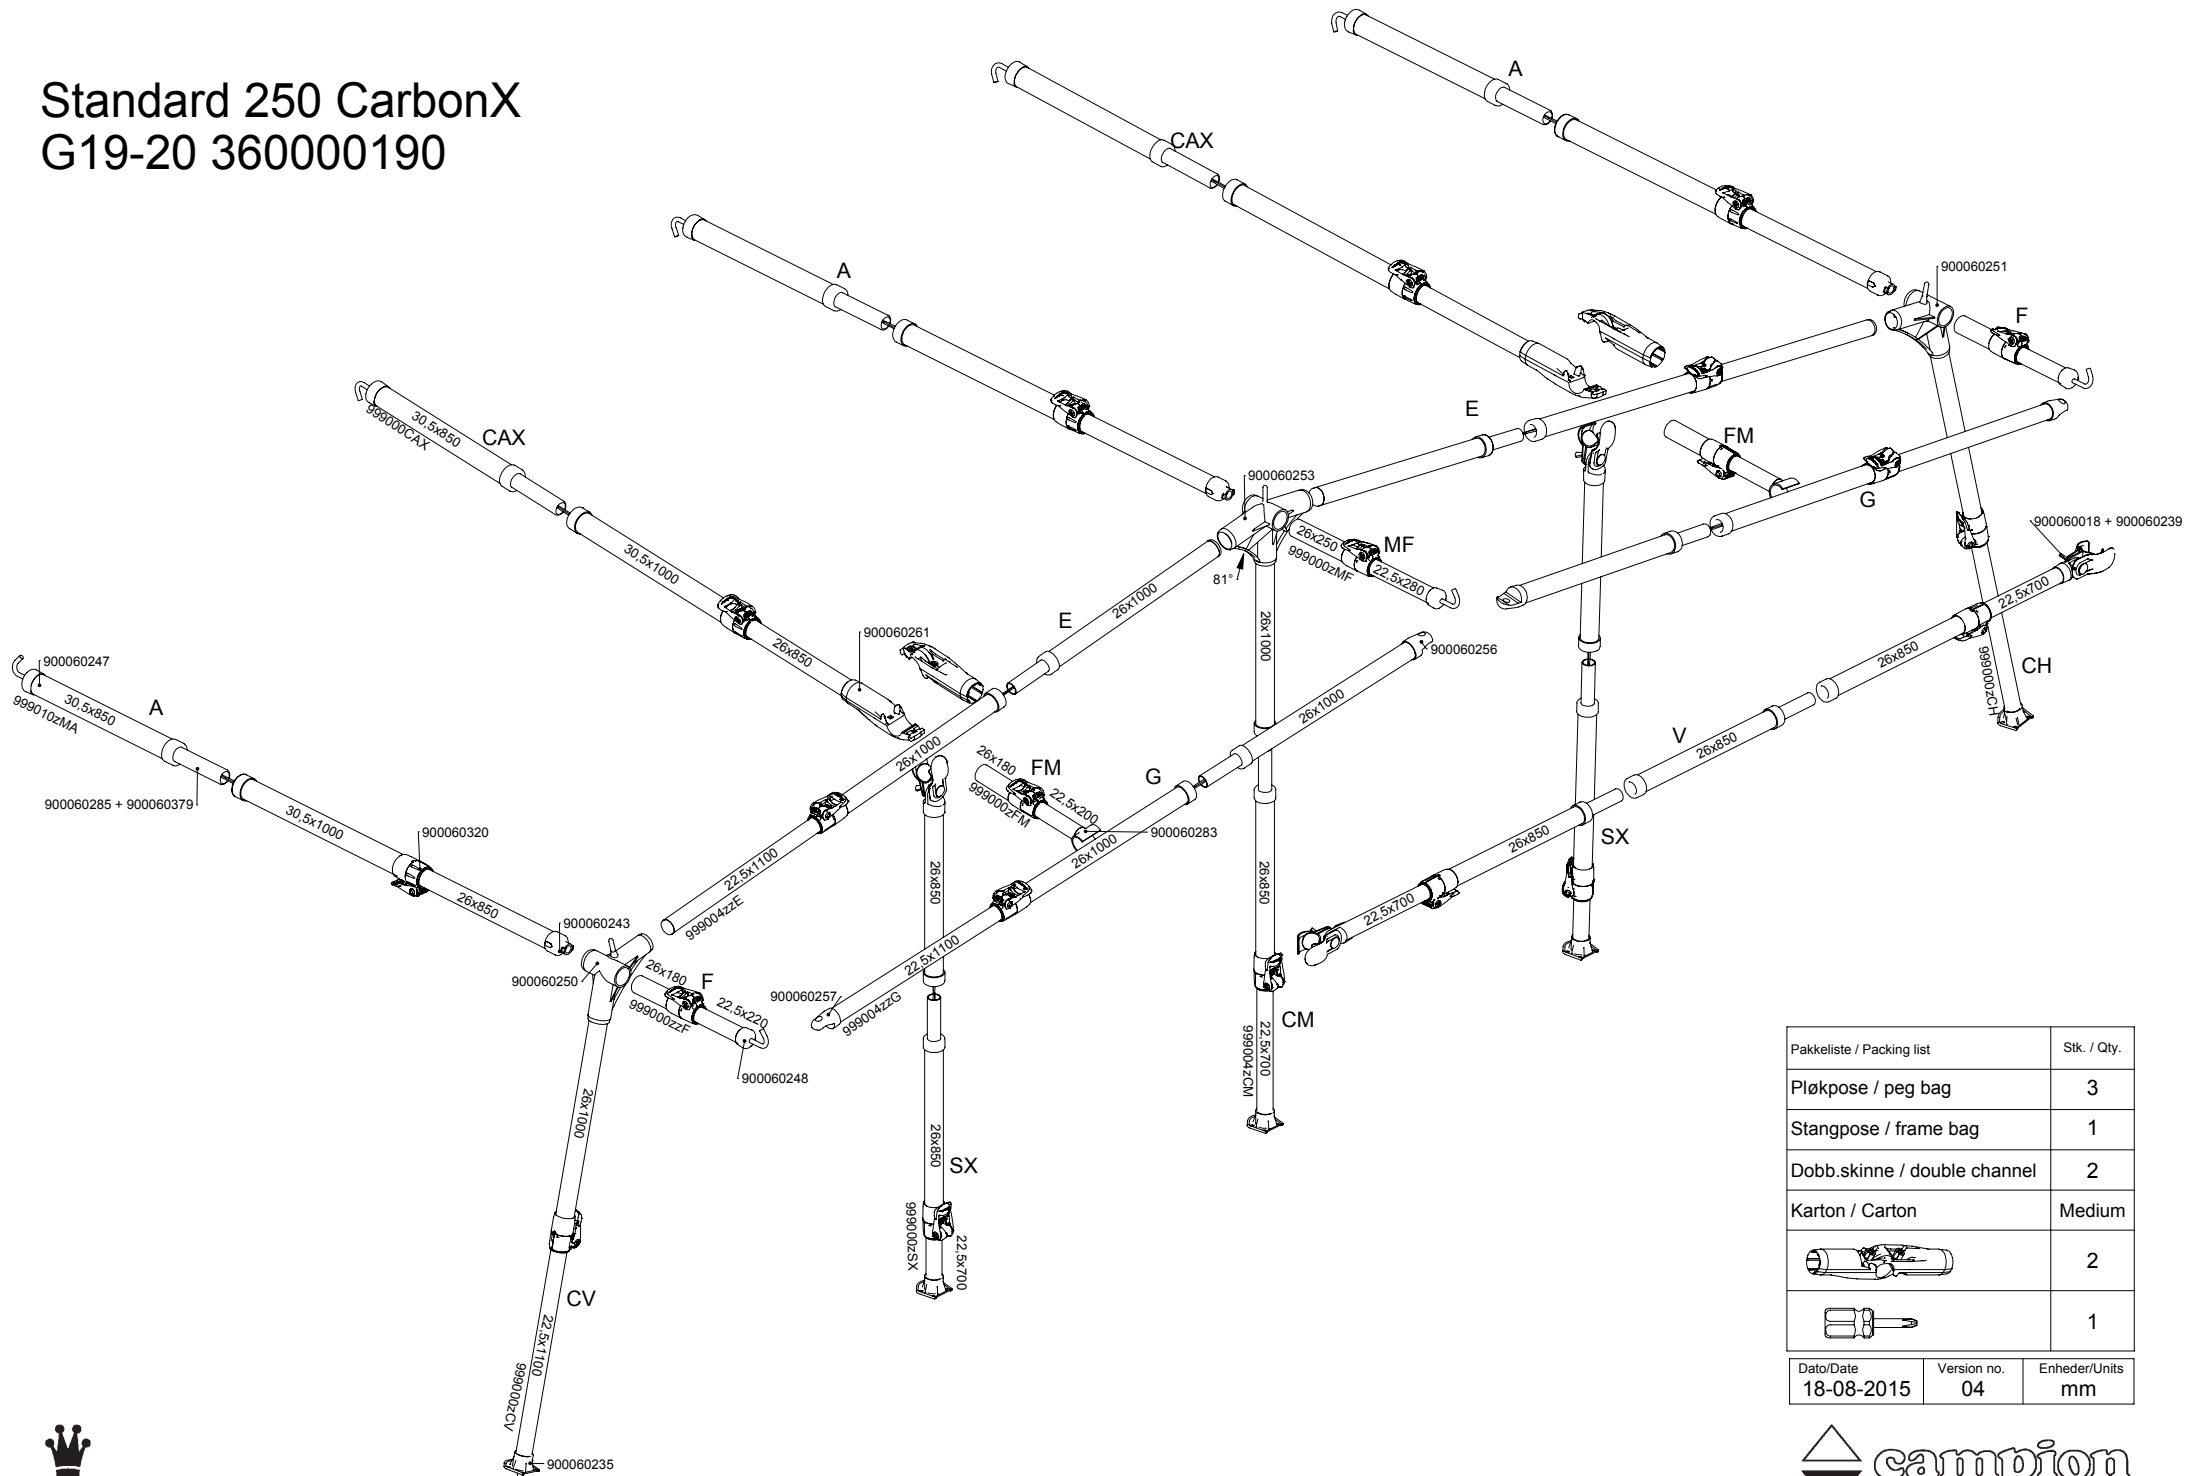 Standard 250 CarbonX
G19-20 360000190
A
CAX
A
900060251
F
CAX
30,5x850
999000CAX
E
FM
G
900060253
MF
26x250
999000zMF
22,5x280
81°
900060018 + 900060239
22,5x700
30,5x1000
26x1000
E
26x1000
26x850
900060261
900060256
26x850
CH
999000zCH
900060247
30,5x850
999010zMA
A
26x1000
26x1000
V
26x850
26x180
FM
999000zFM
22,5x200
G
900060285 + 900060379
30,5x1000
900060320
900060283
26x1000
26x850
SX
22,5x1100
999004zzE
26x850
26x850
26x850
22,5x700
900060243
22,5x1100
900060250
26x180
F
999000zzF
22,5x220
900060257
999004zzG
CM
22,5x700
999004zCM
900060248
26x1000
26x850
SX
999000zSX
22,5x700
CV
22,5x1100
999000zCV
900060235
Pakkeliste / Packing list Stk. / Qty.
Pløkpose / peg bag 3
Stangpose / frame bag 1
Dobb.skinne / double channel 2
Karton / Carton Medium
2
1
Dato/Date Version no. Enheder/Units
18-08-2015 04 mm
campion